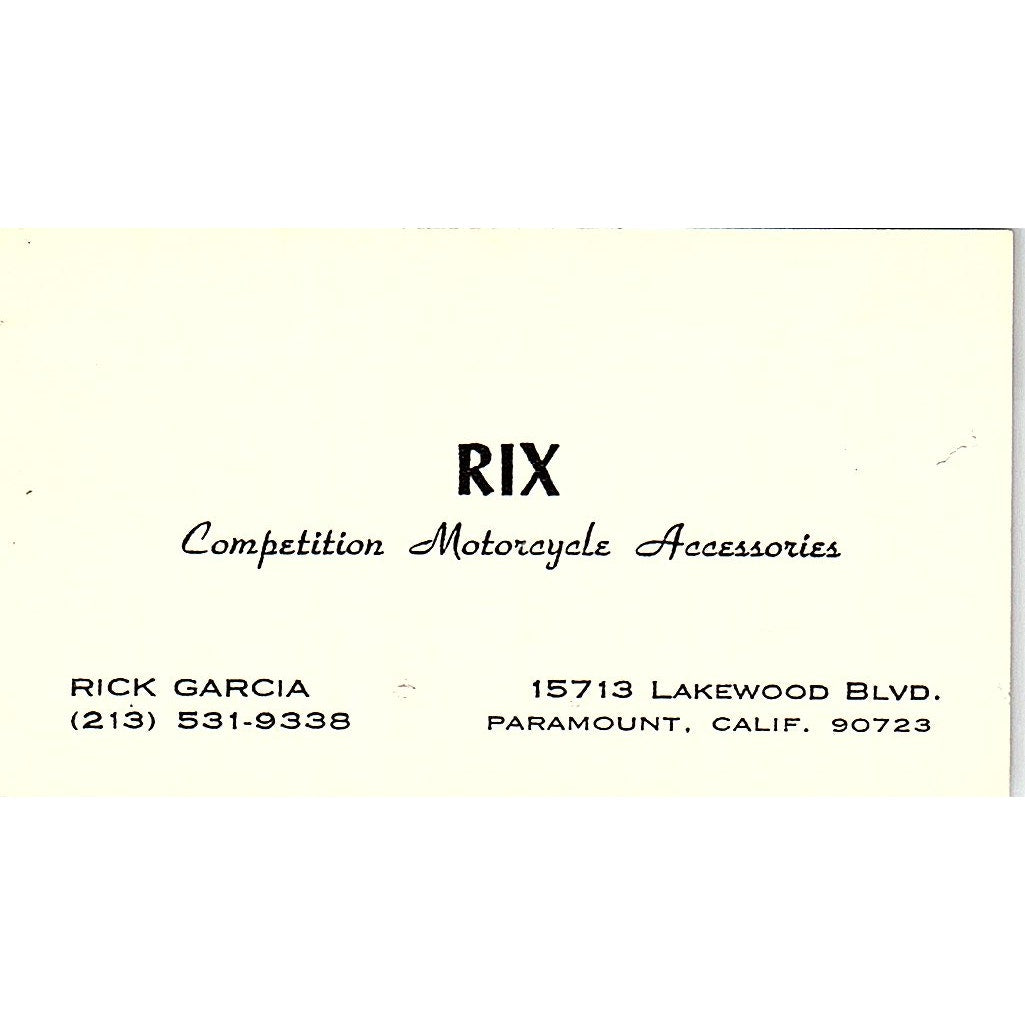 RIX
Competition Motorcycle Accessories
RICK GARCIA
(213) 531-9338
15713 LAKEWOOD BLVD.
PARAMOUNT, CALIF. 90723